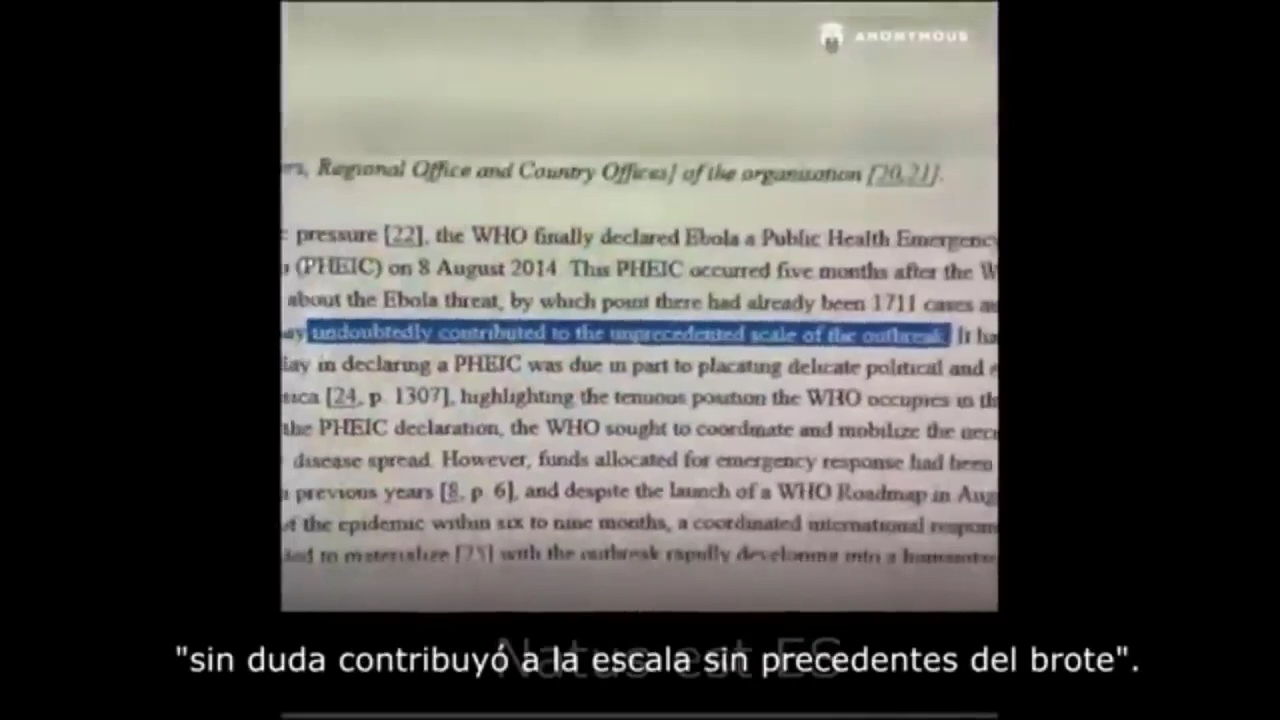 ANONYMOUS
Regional Office and Country Offices] of the organisation [20,21].
pressure [22], the WHO finally declared Ebola a Public Health Emergency
(PHEIC) on 8 August 2014. This PHEIC occurred five months after the
about the Ebola threat, by which point there had already been 1711 cases
undoubtedly contributed to the unprecedented scale of the outbreak. It
in declaring a PHEIC was due in part to placating delicate political and
[24, p. 1307], highlighting the tenuous position the WHO occupies in
the PHEIC declaration, the WHO sought to coordinate and mobilize the
disease spread. However, funds allocated for emergency response had been
previous years [8, p. 6], and despite the launch of a WHO Roadmap in
the epidemic within six to nine months, a coordinated international
to materialize [25] with the outbreak rapidly developing into a
Natus est ES
"sin duda contribuyó a la escala sin precedentes del brote".